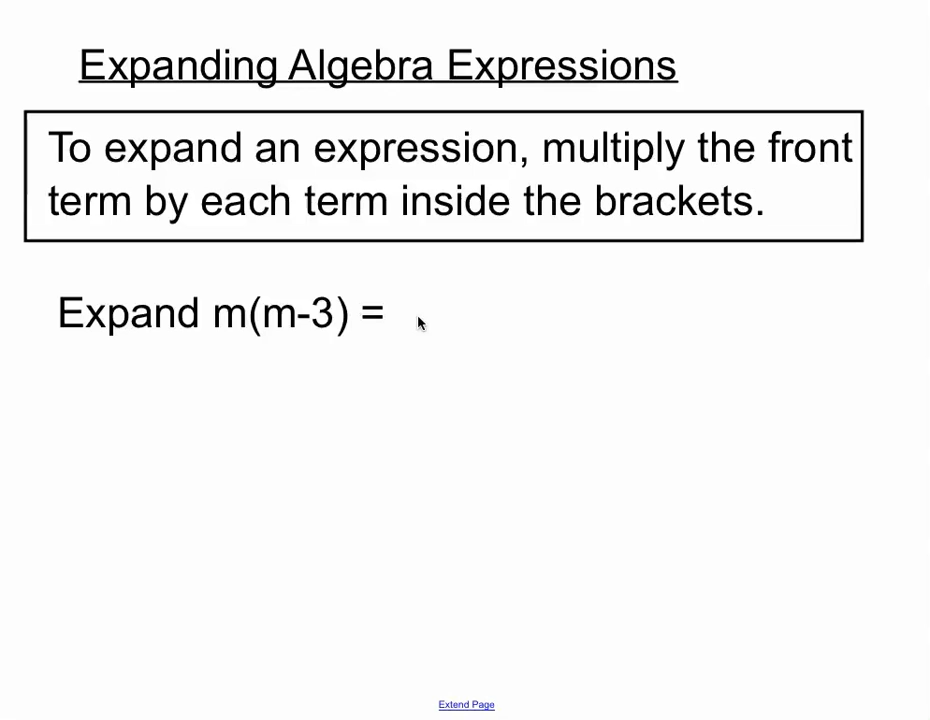 Expanding Algebra Expressions
To expand an expression, multiply the front
term by each term inside the brackets.
Expand m(m-3) =
Extend Page